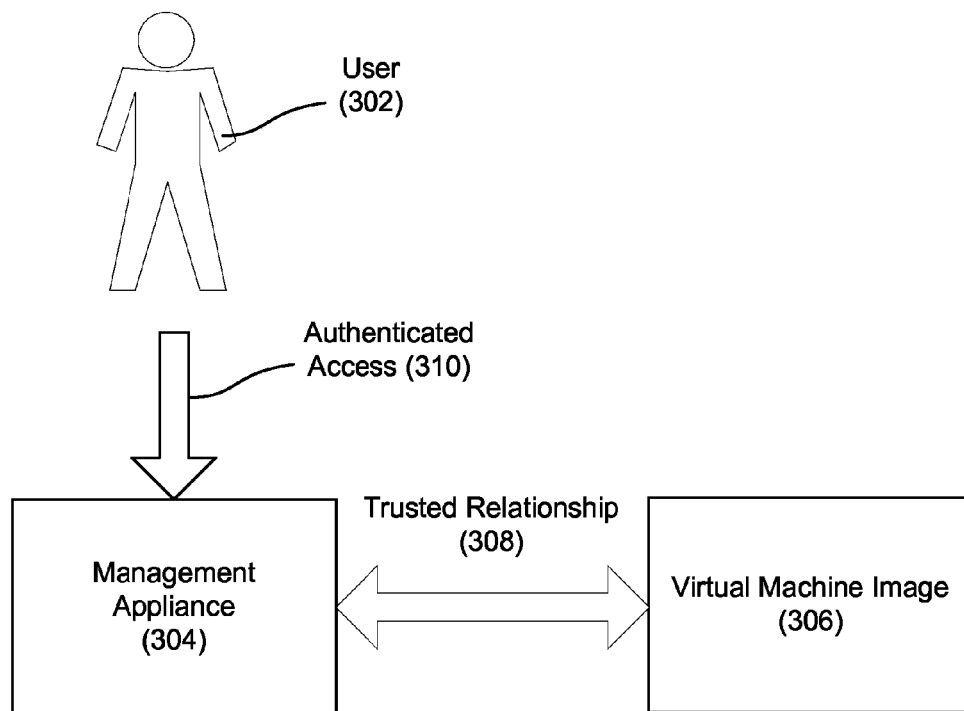 User
(302)
Authenticated
Access (310)
Trusted Relationship
(308)
Management
Appliance
(304)
Virtual Machine Image
(306)